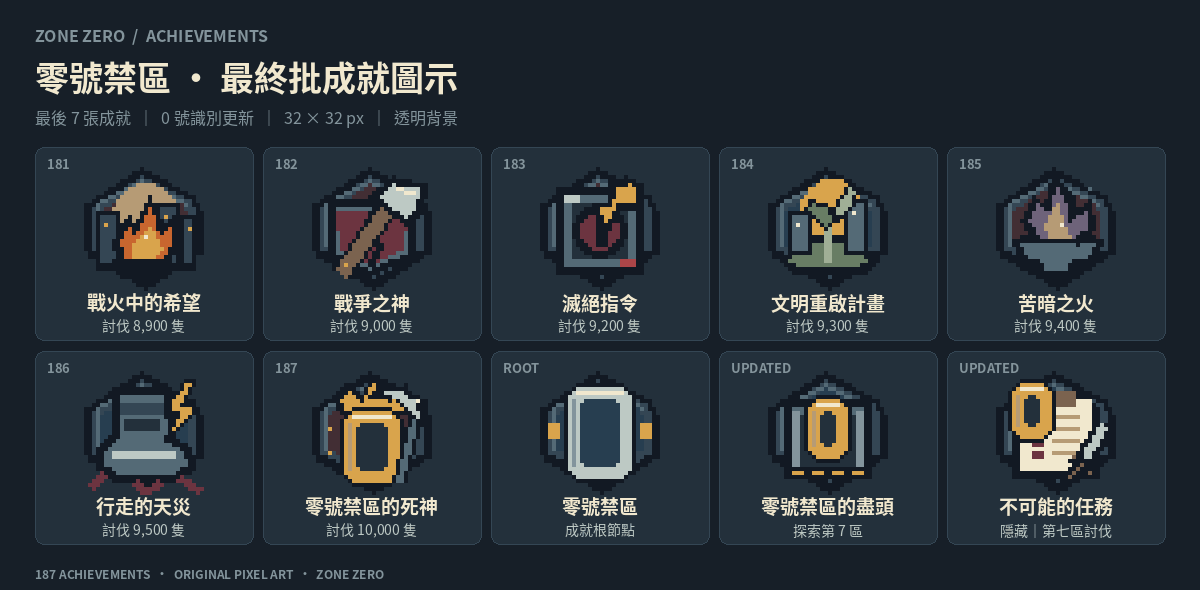 ZONE ZERO / ACHIEVEMENTS
零號禁區 · 最終批成就圖示
最後 7 張成就 | 0 號識別更新 | 32 × 32 px | 透明背景
181
戰火中的希望
討伐 8,900 隻
182
戰爭之神
討伐 9,000 隻
183
滅絕指令
討伐 9,200 隻
184
文明重啟計畫
討伐 9,300 隻
185
苦暗之火
討伐 9,400 隻
186
行走的天災
討伐 9,500 隻
187
零號禁區的死神
討伐 10,000 隻
ROOT
零號禁區
成就根節點
UPDATED
零號禁區的盡頭
探索第 7 區
UPDATED
不可能的任務
隱藏｜第七區討伐
187 ACHIEVEMENTS · ORIGINAL PIXEL ART · ZONE ZERO